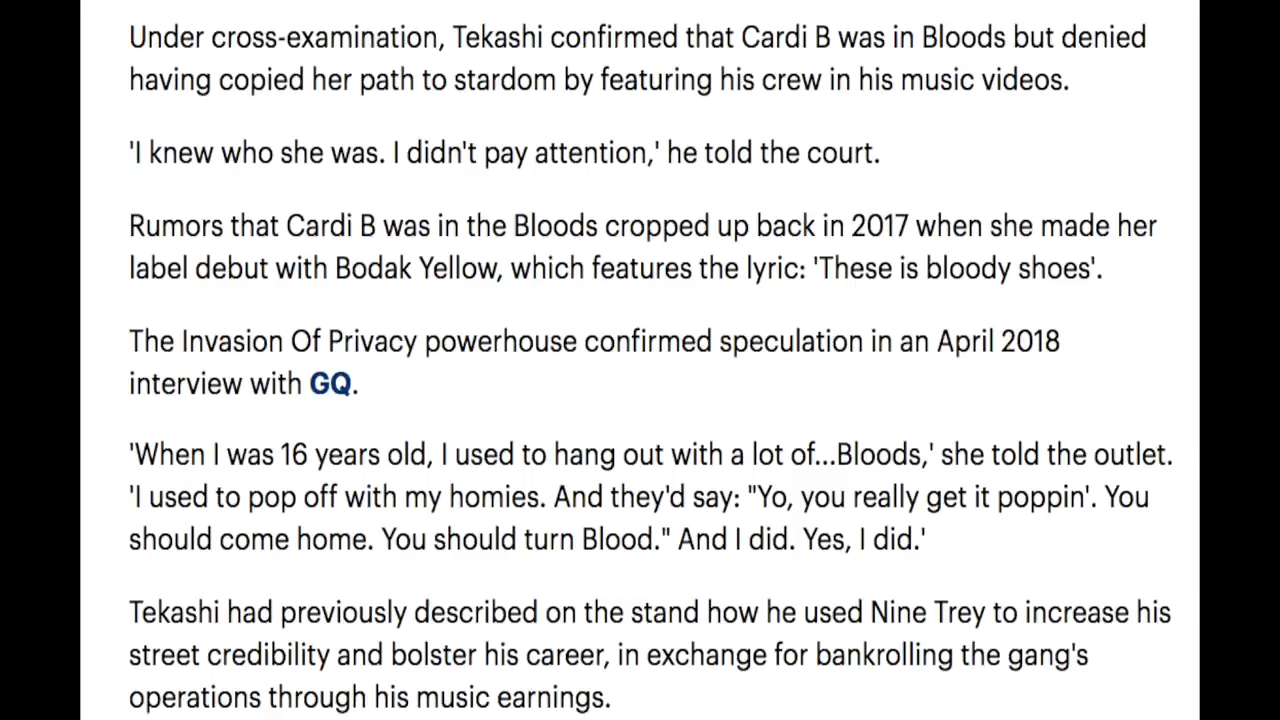 Under cross-examination, Tekashi confirmed that Cardi B was in Bloods but denied
having copied her path to stardom by featuring his crew in his music videos.
'I knew who she was. I didn't pay attention,' he told the court.
Rumors that Cardi B was in the Bloods cropped up back in 2017 when she made her
label debut with Bodak Yellow, which features the lyric: 'These is bloody shoes'.
The Invasion Of Privacy powerhouse confirmed speculation in an April 2018
interview with GQ.
'When I was 16 years old, I used to hang out with a lot of...Bloods,' she told the outlet.
'I used to pop off with my homies. And they'd say: "Yo, you really get it poppin'. You
should come home. You should turn Blood." And I did. Yes, I did.'
Tekashi had previously described on the stand how he used Nine Trey to increase his
street credibility and bolster his career, in exchange for bankrolling the gang's
operations through his music earnings.